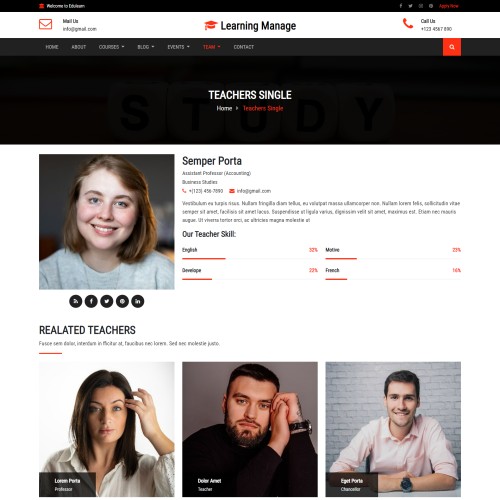 Welcome to Edulearn
Apply Now
Mail Us
info@gmail.com
Learning Manage
Call Us
+123 4567 890
HOME ABOUT COURSES BLOG EVENTS TEAM CONTACT
STUDY
TEACHERS SINGLE
Home Teachers Single
Semper Porta
Assistant Professor (Accounting)
Business Studies
+(123) 456-7890 info@gmail.com
Vestibulum eu turpis risus. Nullam fringilla diam tellus, eu volutpat massa ullamcorper non. Nullam lorem felis, sollicitudin vitae
semper sit amet, facilisis sit amet lacus. Suspendisse ut ligula varius, dignissim velit sit amet, maximus est. Etiam nec mauris
augue. Ut viverra tortor orci, ac ultricies magna molestie at
Our Teacher Skill:
English 32% Motive 23%
Develope 22% French 16%
REALATED TEACHERS
Fusce sem dolor, interdum in fficitur at, faucibus nec lorem. Sed nec molestie justo.
Lorem Porta
Professor
Dolor Amet
Teacher
Eget Porta
Chancellor